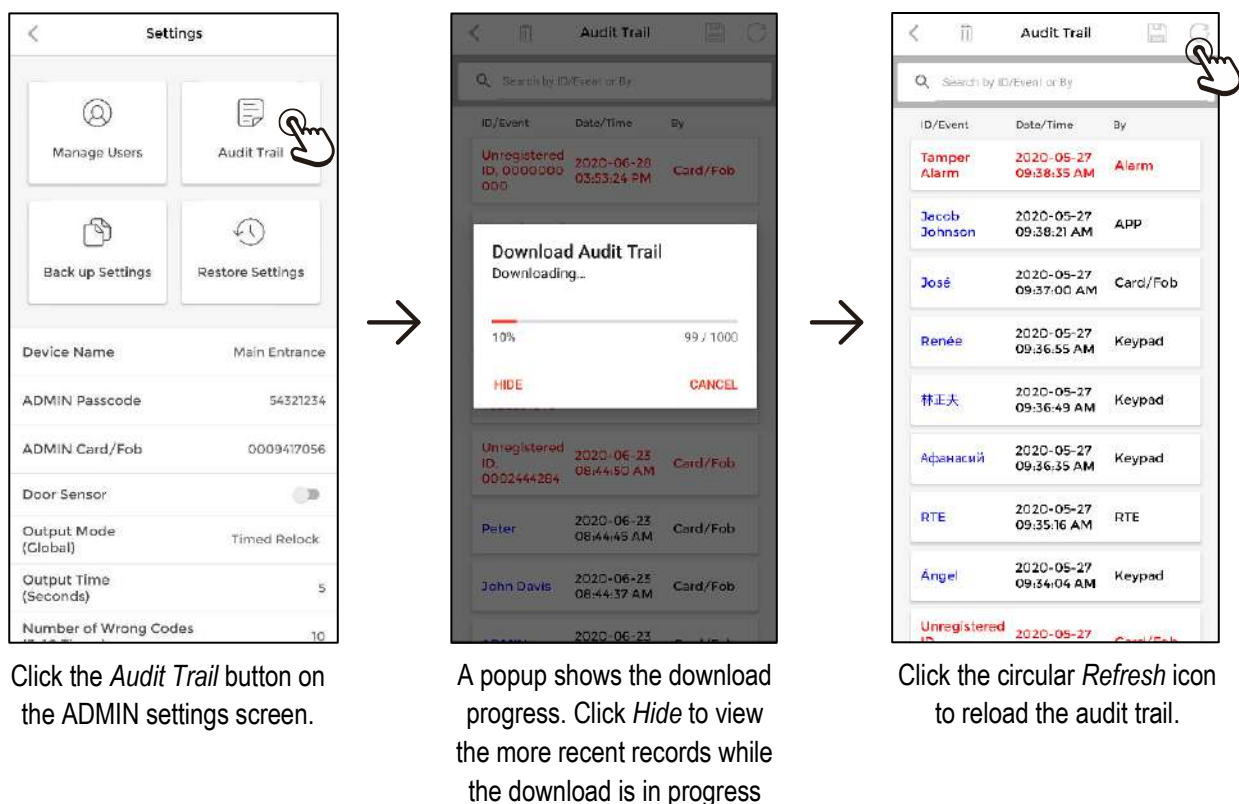 Settings
Manage Users
Audit Trail
Back up Settings
Restore Settings
Device Name
Main Entrance
ADMIN Passcode
54321234
ADMIN Card/Fob
0009417056
Door Sensor
Output Mode
(Global)
Timed Relock
Output Time
(Seconds)
5
Number of Wrong Codes
10
Click the Audit Trail button on
the ADMIN settings screen.
Audit Trail
Search by ID/Event or By
ID/Event Date/Time By
Unregistered
ID, 0000000
000
2020-06-28
03:53:24 PM
Card/Fob
Download Audit Trail
Downloading...
10% 99 / 1000
HIDE CANCEL
Unregistered
ID,
0002444284
2020-06-23
08:44:50 AM
Card/Fob
Peter
2020-06-23
08:44:45 AM
Card/Fob
John Davis
2020-06-23
08:44:37 AM
Card/Fob
2020-06-23
A popup shows the download
progress. Click Hide to view
the more recent records while
the download is in progress
Audit Trail
Search by ID/Event or By
ID/Event Date/Time By
Tamper
Alarm
2020-05-27
09:38:35 AM
Alarm
Jacob
Johnson
2020-05-27
09:38:21 AM
APP
José
2020-05-27
09:37:00 AM
Card/Fob
Renée
2020-05-27
09:36:55 AM
Keypad
林正夫
2020-05-27
09:36:49 AM
Keypad
Афанасий
2020-05-27
09:36:35 AM
Keypad
RTE
2020-05-27
09:35:16 AM
RTE
Ángel
2020-05-27
09:34:04 AM
Keypad
Unregistered
2020-05-27
Card/Fob
Click the circular Refresh icon
to reload the audit trail.